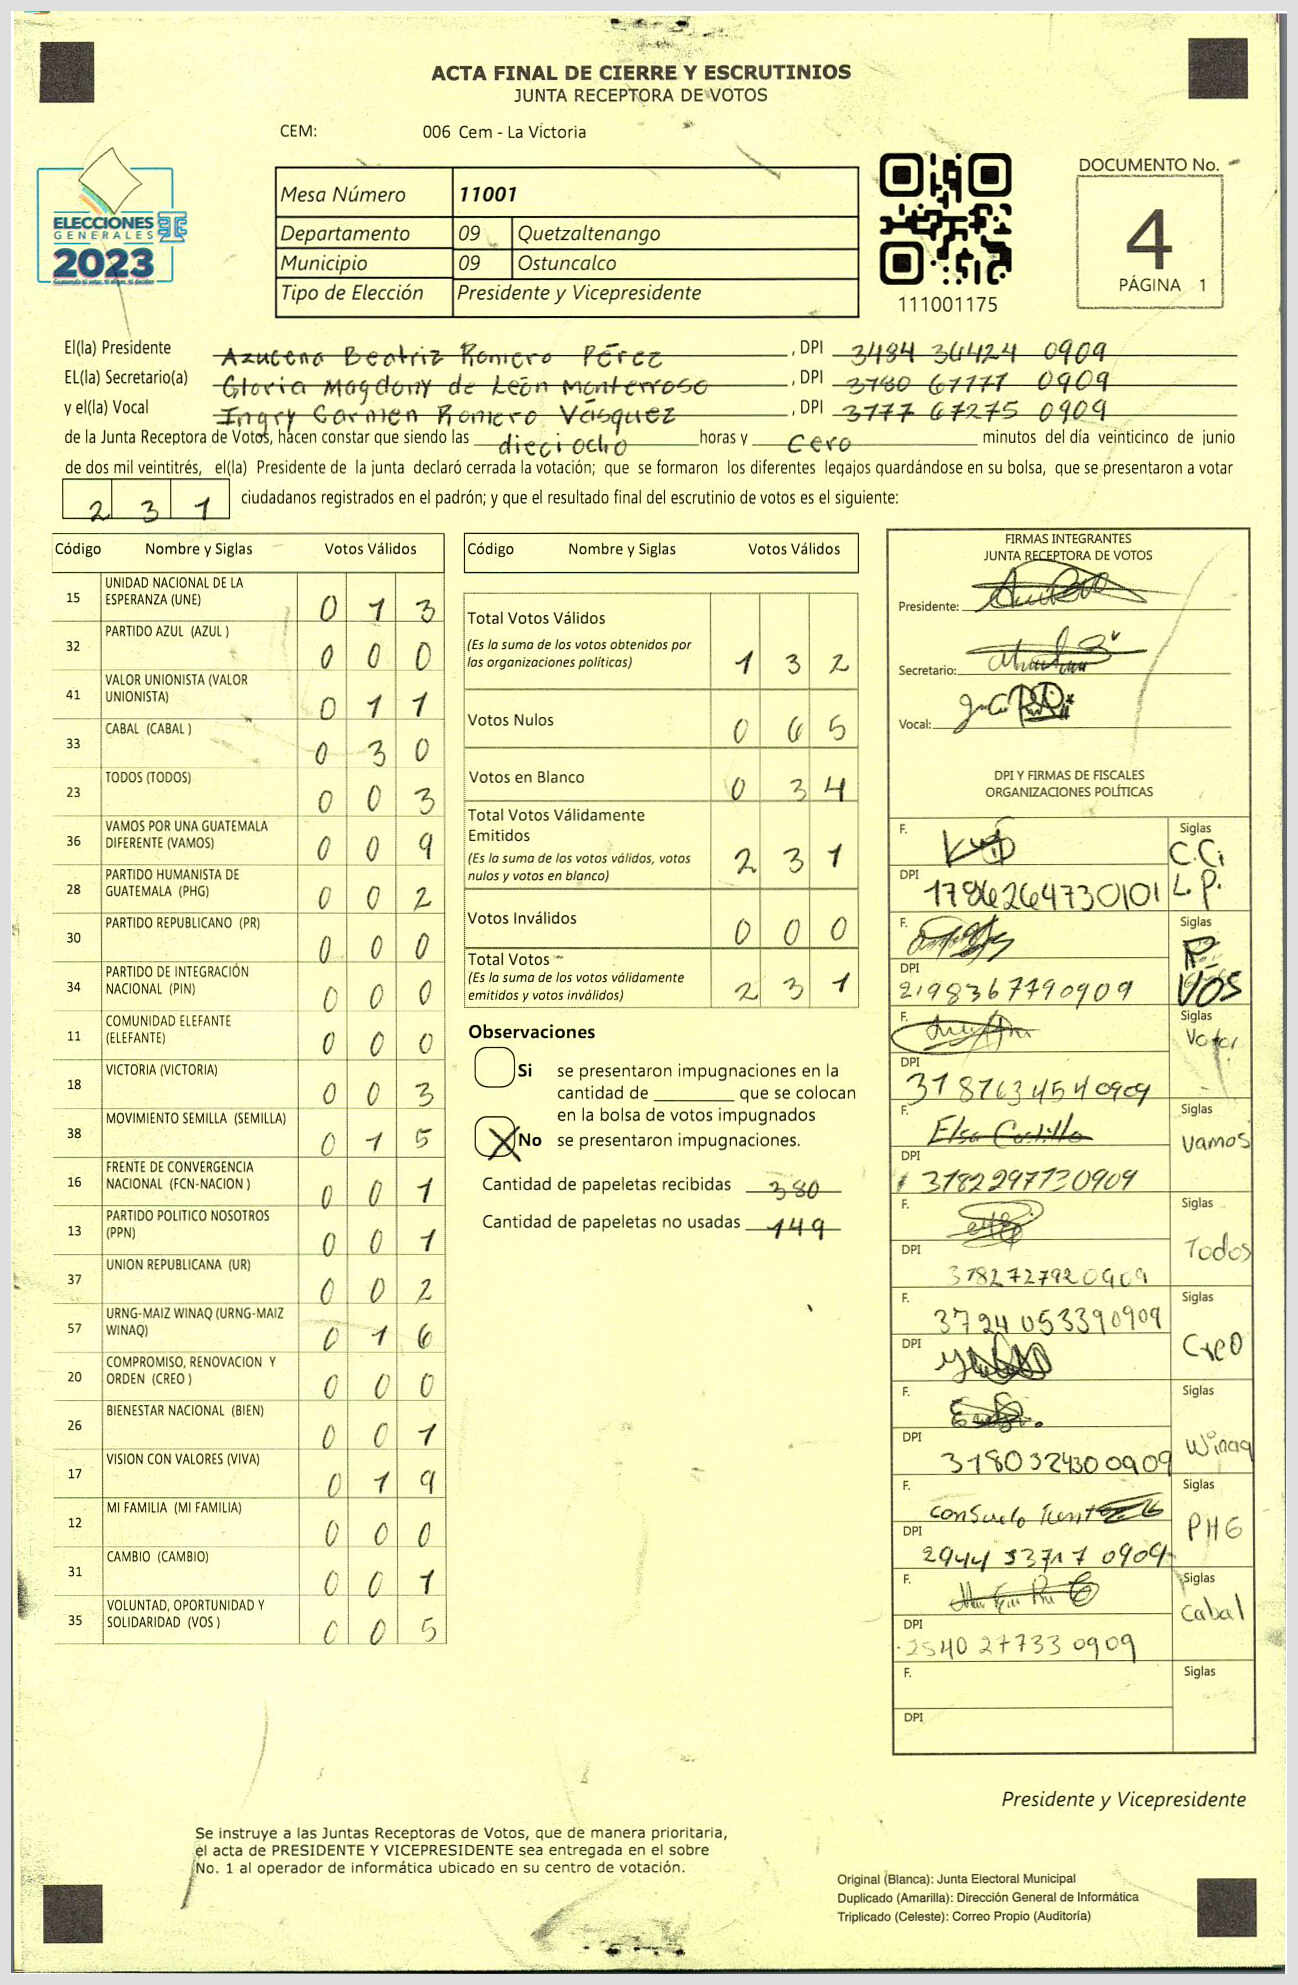 ACTA FINAL DE CIERRE Y ESCRUTINIOS
JUNTA RECEPTORA DE VOTOS
CEM: 006 Cem - La Victoria
ELECCIONES
GENERALES
2023
Mesa Número 11001
Departamento 09 Quetzaltenango
Municipio 09 Ostuncalco
Tipo de Elección Presidente y Vicepresidente
111001175
DOCUMENTO No.
4
PÁGINA 1
El(la) Presidente Azucena Beatriz Romero Pérez , DPI 3484 36424 0909
EL(la) Secretario(a) Gloria Magdony de León Monterroso , DPI 3780 67777 0909
y el(la) Vocal Ingry Carmen Romero Vásquez , DPI 3777 67275 0909
de la Junta Receptora de Votos, hacen constar que siendo las dieciocho horas y cero minutos del día veinticinco de junio
de dos mil veintitrés, el(la) Presidente de la junta declaró cerrada la votación; que se formaron los diferentes legajos guardándose en su bolsa, que se presentaron a votar
231 ciudadanos registrados en el padrón; y que el resultado final del escrutinio de votos es el siguiente:
Código Nombre y Siglas Votos Válidos
15 UNIDAD NACIONAL DE LA ESPERANZA (UNE) 0 1 3
32 PARTIDO AZUL (AZUL ) 0 0 0
41 VALOR UNIONISTA (VALOR UNIONISTA) 0 1 1
33 CABAL (CABAL ) 0 3 0
23 TODOS (TODOS) 0 0 3
36 VAMOS POR UNA GUATEMALA DIFERENTE (VAMOS) 0 0 9
28 PARTIDO HUMANISTA DE GUATEMALA (PHG) 0 0 2
30 PARTIDO REPUBLICANO (PR) 0 0 0
34 PARTIDO DE INTEGRACIÓN NACIONAL (PIN) 0 0 0
11 COMUNIDAD ELEFANTE (ELEFANTE) 0 0 0
18 VICTORIA (VICTORIA) 0 0 3
38 MOVIMIENTO SEMILLA (SEMILLA) 0 1 5
16 FRENTE DE CONVERGENCIA NACIONAL (FCN-NACION ) 0 0 1
13 PARTIDO POLITICO NOSOTROS (PPN) 0 0 1
37 UNION REPUBLICANA (UR) 0 0 2
57 URNG-MAIZ WINAQ (URNG-MAIZ WINAQ) 0 1 6
20 COMPROMISO, RENOVACION Y ORDEN (CREO ) 0 0 0
26 BIENESTAR NACIONAL (BIEN) 0 0 1
17 VISION CON VALORES (VIVA) 0 1 9
12 MI FAMILIA (MI FAMILIA) 0 0 0
31 CAMBIO (CAMBIO) 0 0 1
35 VOLUNTAD, OPORTUNIDAD Y SOLIDARIDAD (VOS ) 0 0 5
Código Nombre y Siglas Votos Válidos
Total Votos Válidos
(Es la suma de los votos obtenidos por
las organizaciones políticas) 1 3 2
Votos Nulos 0 6 5
Votos en Blanco 0 3 4
Total Votos Válidamente
Emitidos
(Es la suma de los votos válidos, votos
nulos y votos en blanco) 2 3 1
Votos Inválidos 0 0 0
Total Votos
(Es la suma de los votos válidamente
emitidos y votos inválidos) 2 3 1
Observaciones
Si se presentaron impugnaciones en la
cantidad de ________ que se colocan
en la bolsa de votos impugnados
X No se presentaron impugnaciones.
Cantidad de papeletas recibidas 380
Cantidad de papeletas no usadas 149
FIRMAS INTEGRANTES
JUNTA RECEPTORA DE VOTOS
Presidente:
Secretario:
Vocal:
DPI Y FIRMAS DE FISCALES
ORGANIZACIONES POLÍTICAS
F. Siglas C.C.
DPI 1786264730101 L.P.
F. Siglas
DPI 2198367790909 VOS
F. Siglas
DPI 3187634540909
F. Elsa Castillo Siglas Vamos
DPI 3182297730909
F. Siglas Todos
DPI 3782727920909
F. 3724053390909 Siglas CreO
DPI
F. Siglas Winaq
DPI 3180324300909
F. Consuelo Siglas PHG
DPI 2944 53717 0909
F. Siglas Cabal
DPI 2540 27733 0909
F. Siglas
DPI
Presidente y Vicepresidente
Se instruye a las Juntas Receptoras de Votos, que de manera prioritaria,
el acta de PRESIDENTE Y VICEPRESIDENTE sea entregada en el sobre
No. 1 al operador de informática ubicado en su centro de votación.
Original (Blanca): Junta Electoral Municipal
Duplicado (Amarilla): Dirección General de Informática
Triplicado (Celeste): Correo Propio (Auditoría)